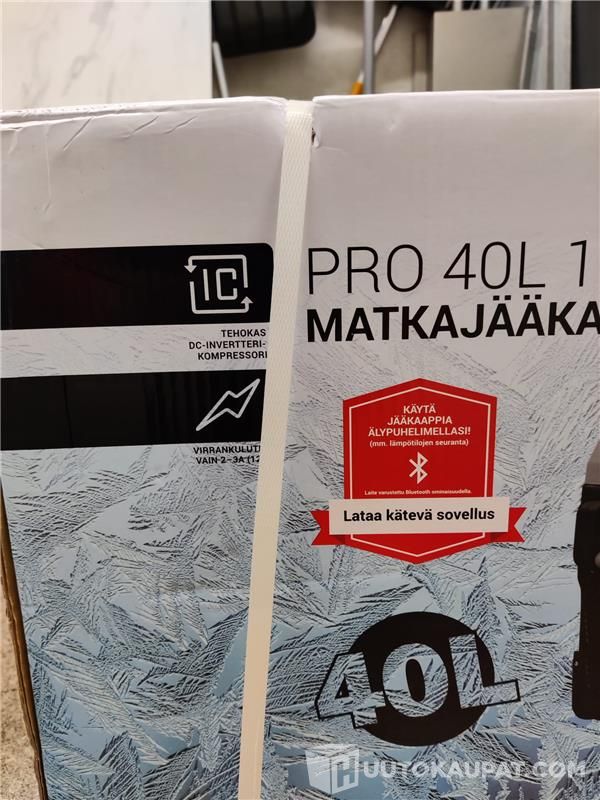 IC
PRO 40L 1
MATKAJÄÄKA
TEHOKAS
DC-INVERTTERI-
KOMPRESSORI
VIRRANKULUT
VAIN 2–3A (12
KÄYTÄ
JÄÄKAAPPIA
ÄLYPUHELIMELLASI!
(mm. lämpötilojen seuranta)
Laite varustettu Bluetooth ominaisuudella.
Lataa kätevä sovellus
40L
HUUTOKAUPAT.COM